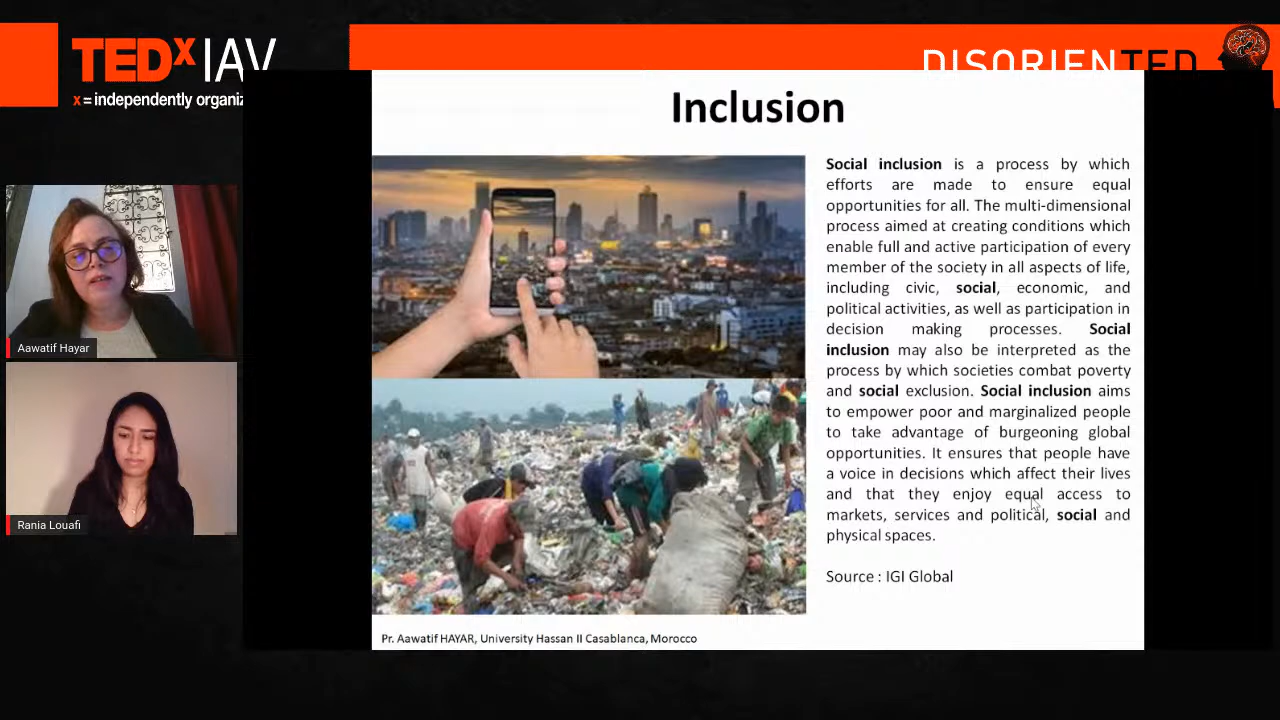 TEDx IAV
x = independently organiz
DISORIENTED
Inclusion
Social inclusion is a process by which
efforts are made to ensure equal
opportunities for all. The multi-dimensional
process aimed at creating conditions which
enable full and active participation of every
member of the society in all aspects of life,
including civic, social, economic, and
political activities, as well as participation in
decision making processes. Social
inclusion may also be interpreted as the
process by which societies combat poverty
and social exclusion. Social inclusion aims
to empower poor and marginalized people
to take advantage of burgeoning global
opportunities. It ensures that people have
a voice in decisions which affect their lives
and that they enjoy equal access to
markets, services and political, social and
physical spaces.
Source : IGI Global
Pr. Aawatif HAYAR, University Hassan II Casablanca, Morocco
Aawatif Hayar
Rania Louafi